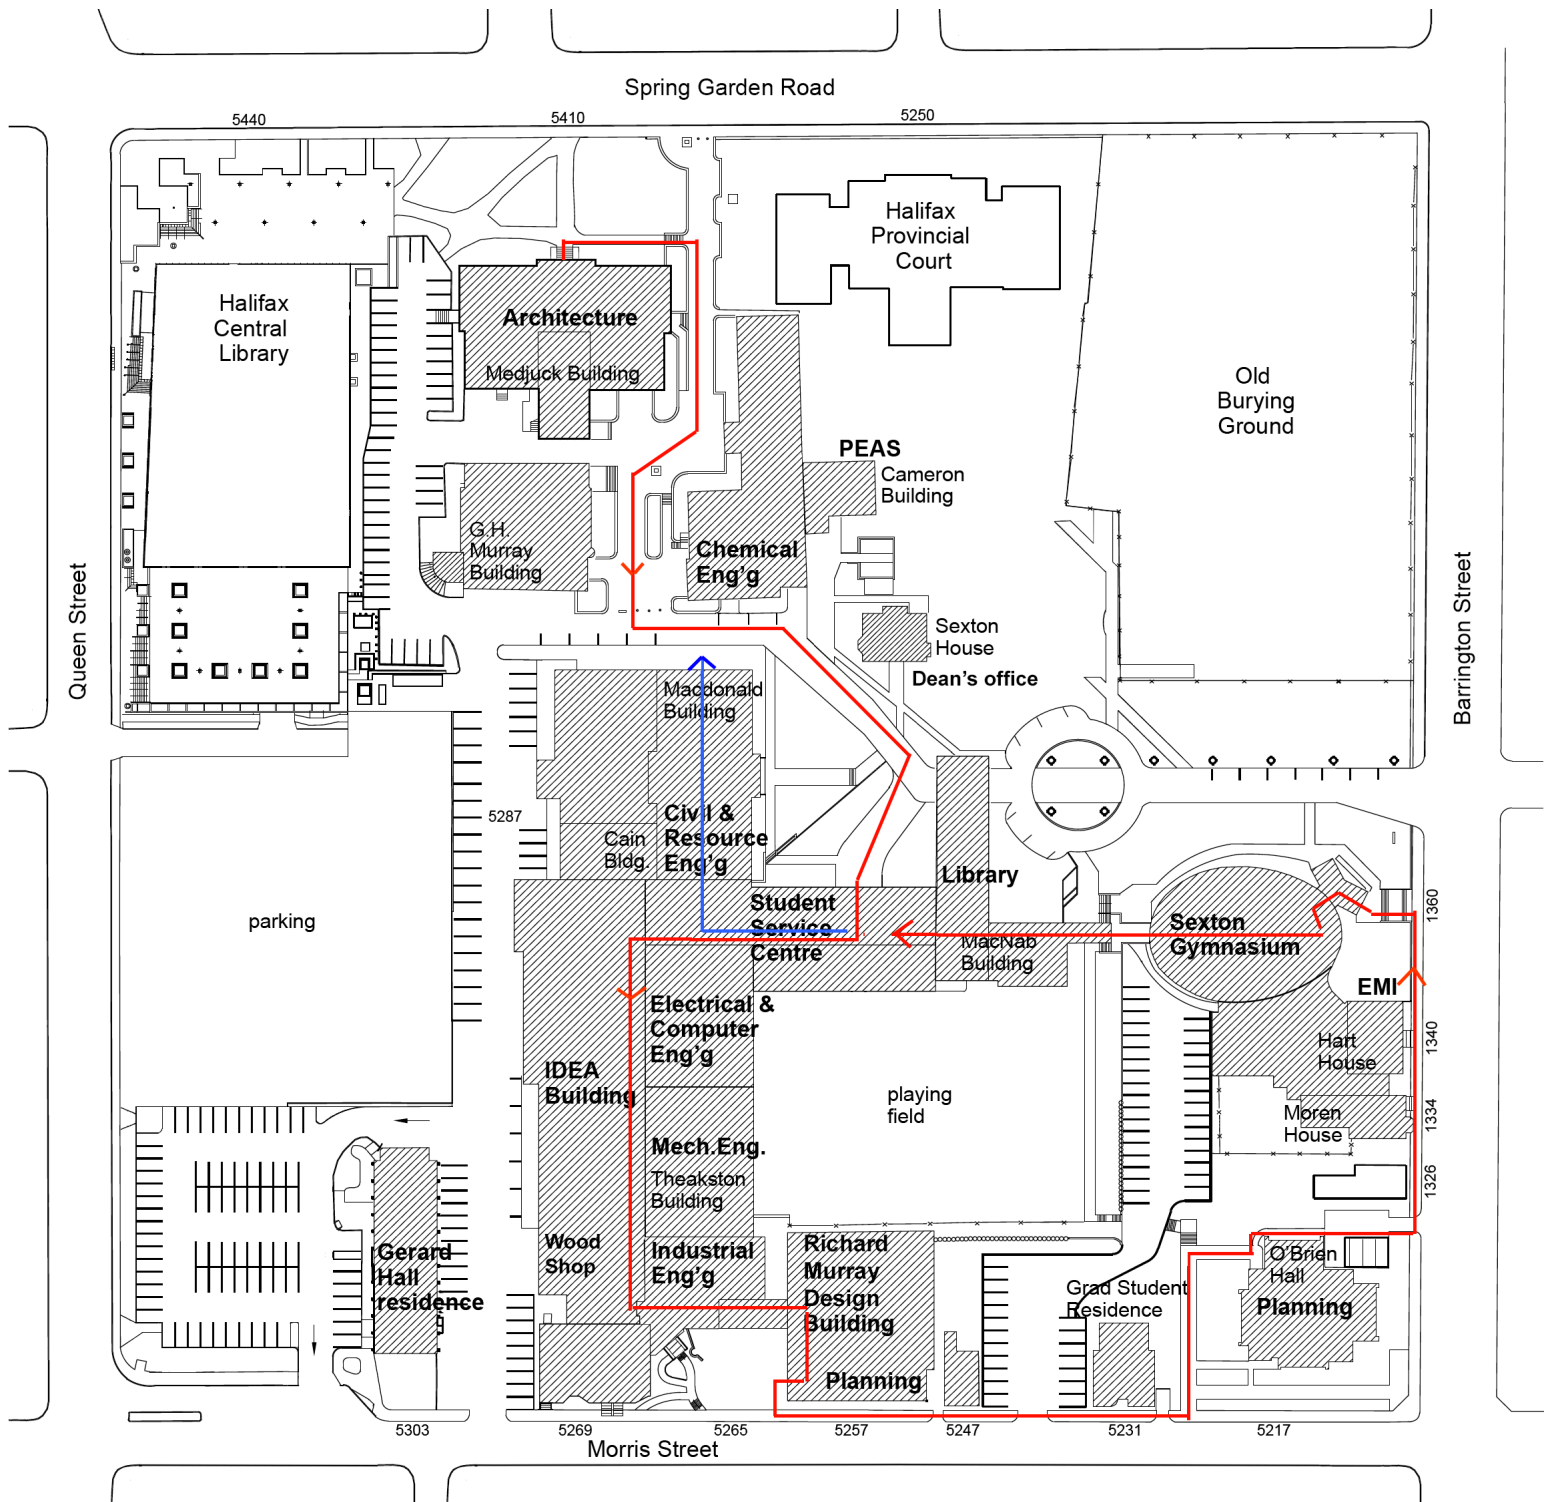 Spring Garden Road
5440
5410
5250
Halifax
Provincial
Court
Halifax
Central
Library
Architecture
Medjuck Building
Old
Burying
Ground
PEAS
Cameron
Building
G.H.
Murray
Building
Chemical
Eng'g
Queen Street
Barrington Street
Sexton
House
Dean's office
Macdonald
Building
5287
Civil &
Resource
Eng'g
Cain
Bldg.
Library
parking
Student
Service
Centre
MacNab
Building
Sexton
Gymnasium
1360
EMI
Electrical &
Computer
Eng'g
1340
Hart
House
IDEA
Building
playing
field
1334
Moren
House
Mech.Eng.
Theakston
Building
1326
Wood
Shop
Industrial
Eng'g
Richard
Murray
Design
Building
Gerard
Hall
residence
O'Brien
Hall
Planning
Grad Student
Residence
Planning
5303
5269
5265
5257
5247
5231
5217
Morris Street